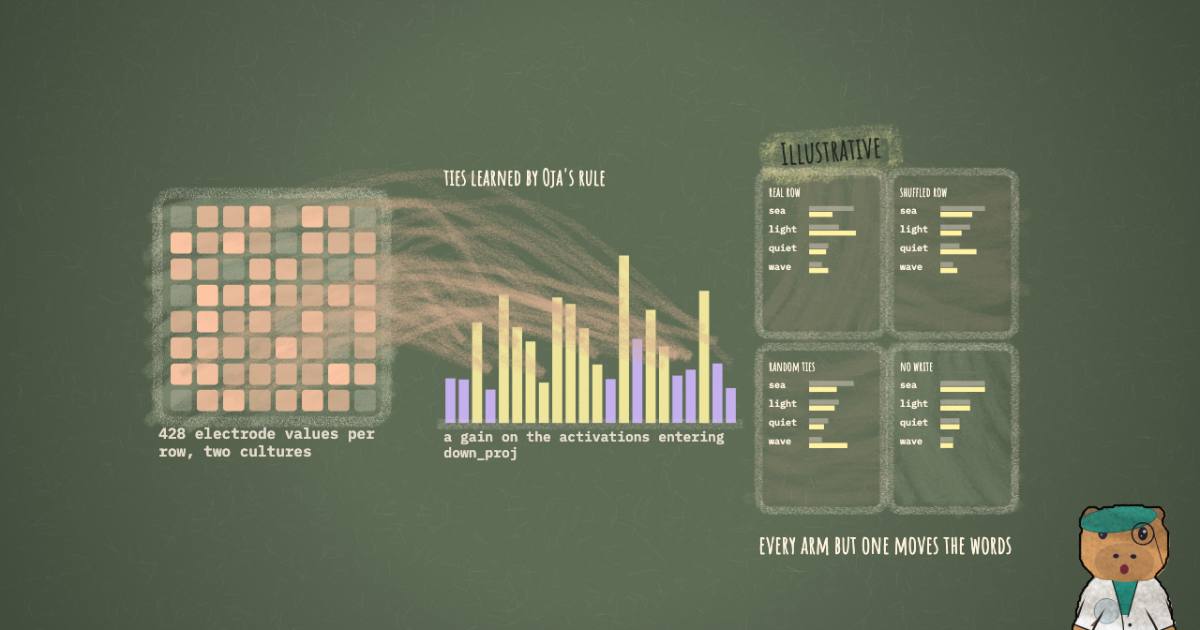 TIES LEARNED BY OJA'S RULE
428 electrode values per
row, two cultures
a gain on the activations entering
down_proj
ILLUSTRATIVE
REAL ROW
sea
light
quiet
wave
SHUFFLED ROW
sea
light
quiet
wave
RANDOM TIES
sea
light
quiet
wave
NO WRITE
sea
light
quiet
wave
EVERY ARM BUT ONE MOVES THE WORDS